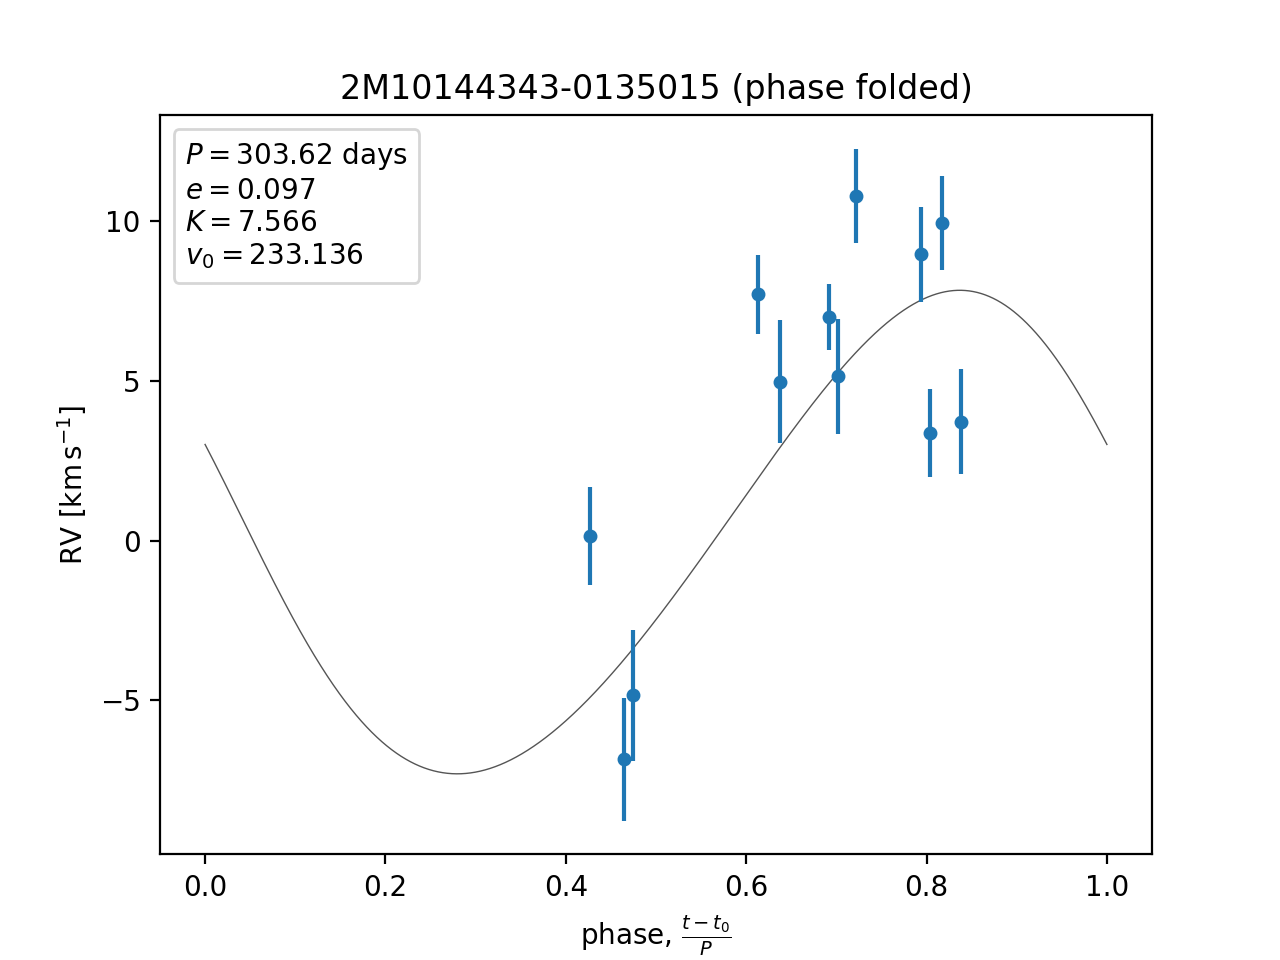 2M10144343-0135015 (phase folded)
P = 303.62 days
e = 0.097
K = 7.566
v₀ = 233.136
10
5
0
−5
RV [km s⁻¹]
0.0 0.2 0.4 0.6 0.8 1.0
phase, (t − t₀)/P